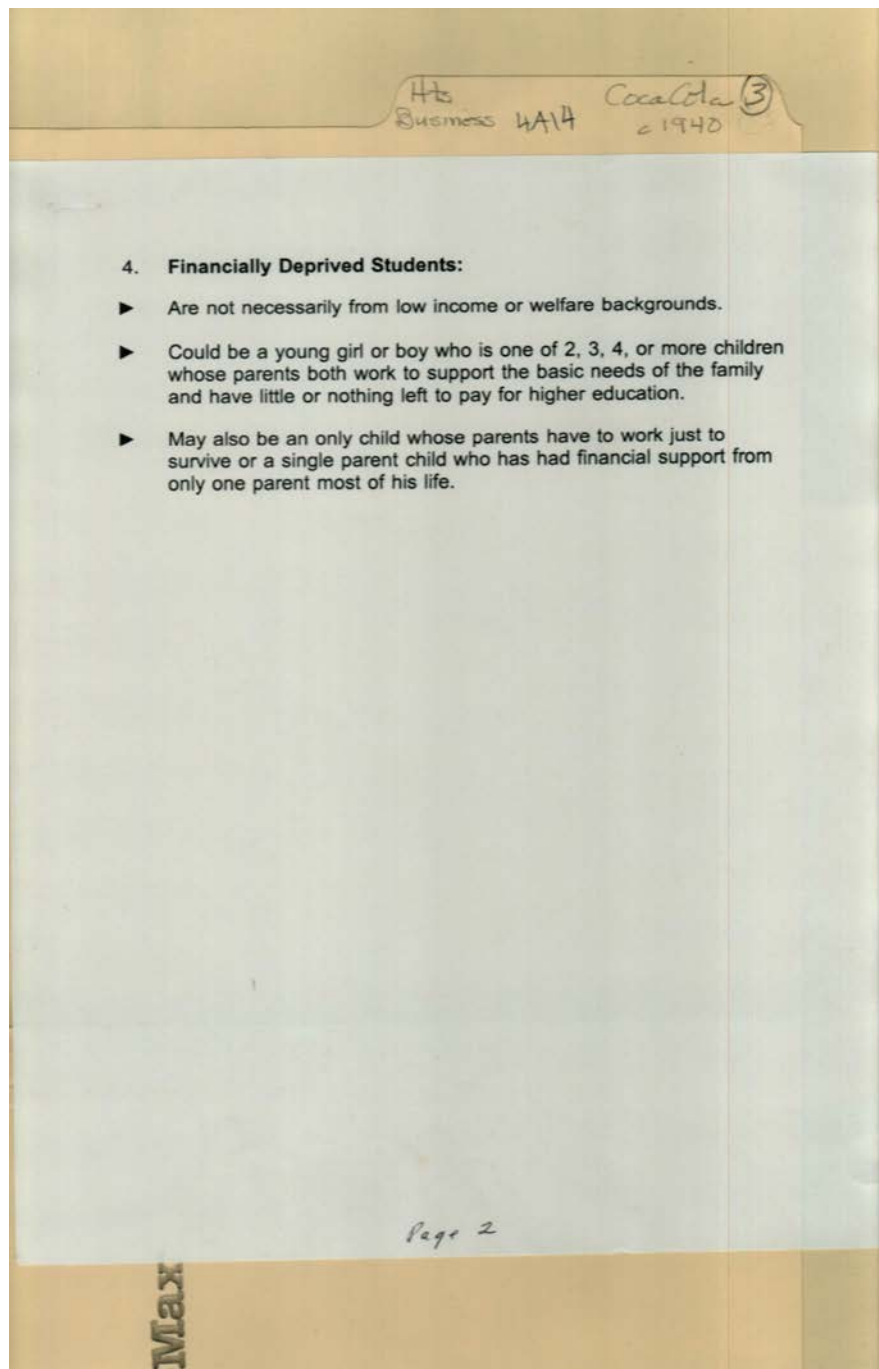 Hts Coca Cola 3
Business 4A14 c 1940
4. Financially Deprived Students:
► Are not necessarily from low income or welfare backgrounds.
► Could be a young girl or boy who is one of 2, 3, 4, or more children
whose parents both work to support the basic needs of the family
and have little or nothing left to pay for higher education.
► May also be an only child whose parents have to work just to
survive or a single parent child who has had financial support from
only one parent most of his life.
Page 2
Max